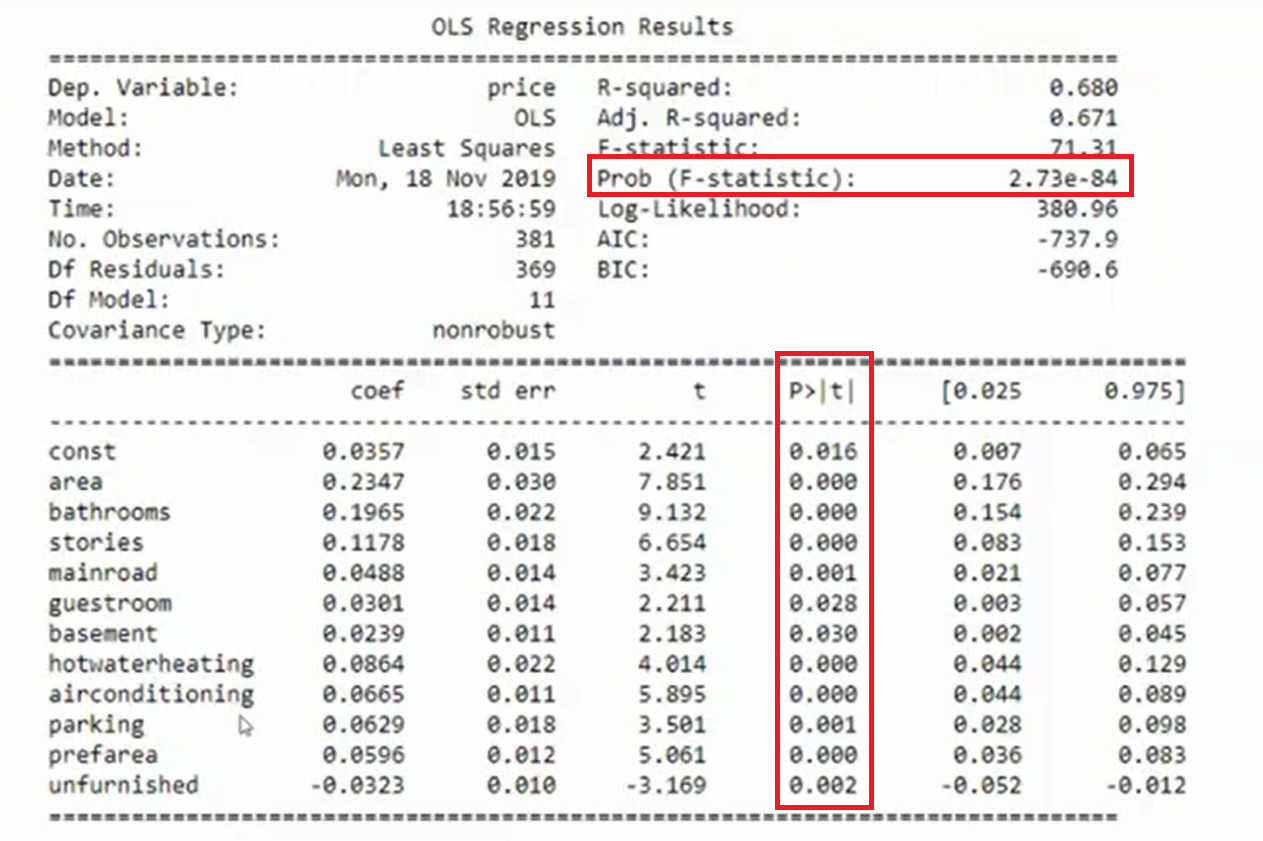 OLS Regression Results
==============================================================================
Dep. Variable: price R-squared: 0.680
Model: OLS Adj. R-squared: 0.671
Method: Least Squares F-statistic: 71.31
Date: Mon, 18 Nov 2019 Prob (F-statistic): 2.73e-84
Time: 18:56:59 Log-Likelihood: 380.96
No. Observations: 381 AIC: -737.9
Df Residuals: 369 BIC: -690.6
Df Model: 11
Covariance Type: nonrobust
===================================================================================
coef std err t P>|t| [0.025 0.975]
-----------------------------------------------------------------------------------
const 0.0357 0.015 2.421 0.016 0.007 0.065
area 0.2347 0.030 7.851 0.000 0.176 0.294
bathrooms 0.1965 0.022 9.132 0.000 0.154 0.239
stories 0.1178 0.018 6.654 0.000 0.083 0.153
mainroad 0.0488 0.014 3.423 0.001 0.021 0.077
guestroom 0.0301 0.014 2.211 0.028 0.003 0.057
basement 0.0239 0.011 2.183 0.030 0.002 0.045
hotwaterheating 0.0864 0.022 4.014 0.000 0.044 0.129
airconditioning 0.0665 0.011 5.895 0.000 0.044 0.089
parking 0.0629 0.018 3.501 0.001 0.028 0.098
prefarea 0.0596 0.012 5.061 0.000 0.036 0.083
unfurnished -0.0323 0.010 -3.169 0.002 -0.052 -0.012
==============================================================================